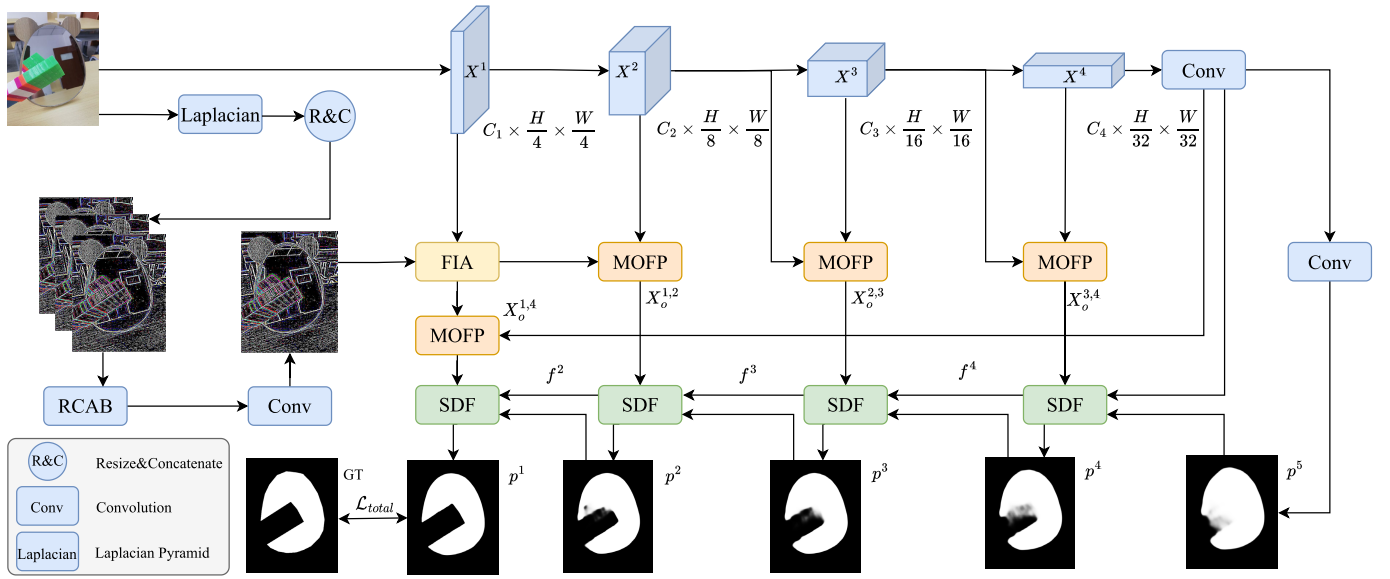 X^1
X^2
X^3
X^4
Conv
Laplacian
R&C
C_1 × H/4 × W/4
C_2 × H/8 × W/8
C_3 × H/16 × W/16
C_4 × H/32 × W/32
FIA
MOFP
MOFP
MOFP
Conv
X_o^{1,4}
X_o^{1,2}
X_o^{2,3}
X_o^{3,4}
MOFP
f^2
f^3
f^4
RCAB
Conv
SDF
SDF
SDF
SDF
R&C
Resize&Concatenate
Conv
Convolution
Laplacian
Laplacian Pyramid
GT
ℒ_{total}
p^1
p^2
p^3
p^4
p^5